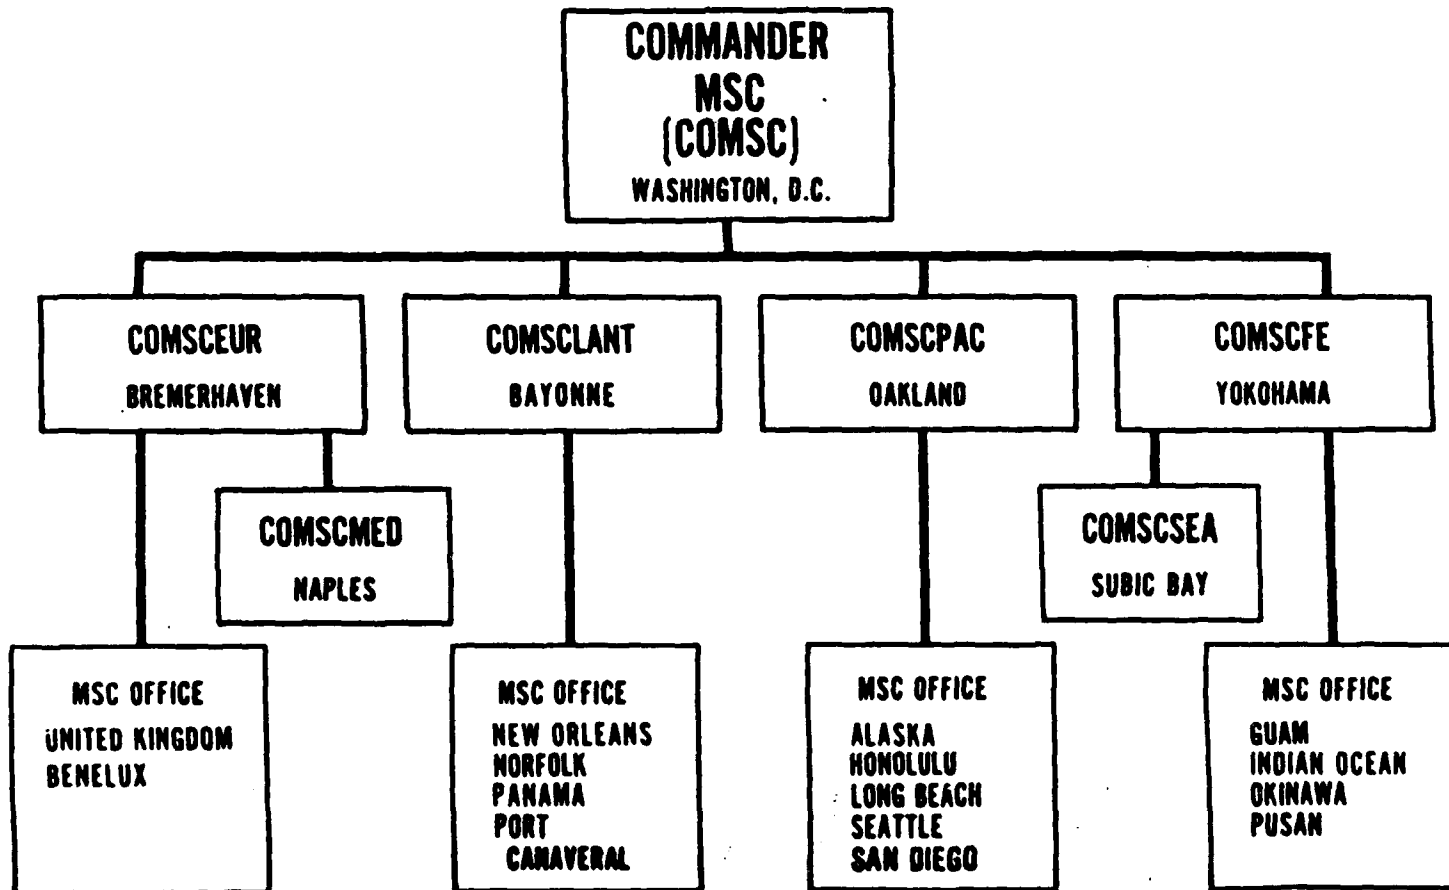 COMMANDER
MSC
(COMSC)
WASHINGTON, D.C.
COMSCEUR
BREMERHAVEN
COMSCLANT
BAYONNE
COMSCPAC
OAKLAND
COMSCFE
YOKOHAMA
COMSCMED
NAPLES
COMSCSEA
SUBIC BAY
MSC OFFICE
UNITED KINGDOM
BENELUX
MSC OFFICE
NEW ORLEANS
NORFOLK
PANAMA
PORT
CANAVERAL
MSC OFFICE
ALASKA
HONOLULU
LONG BEACH
SEATTLE
SAN DIEGO
MSC OFFICE
GUAM
INDIAN OCEAN
OKINAWA
PUSAN